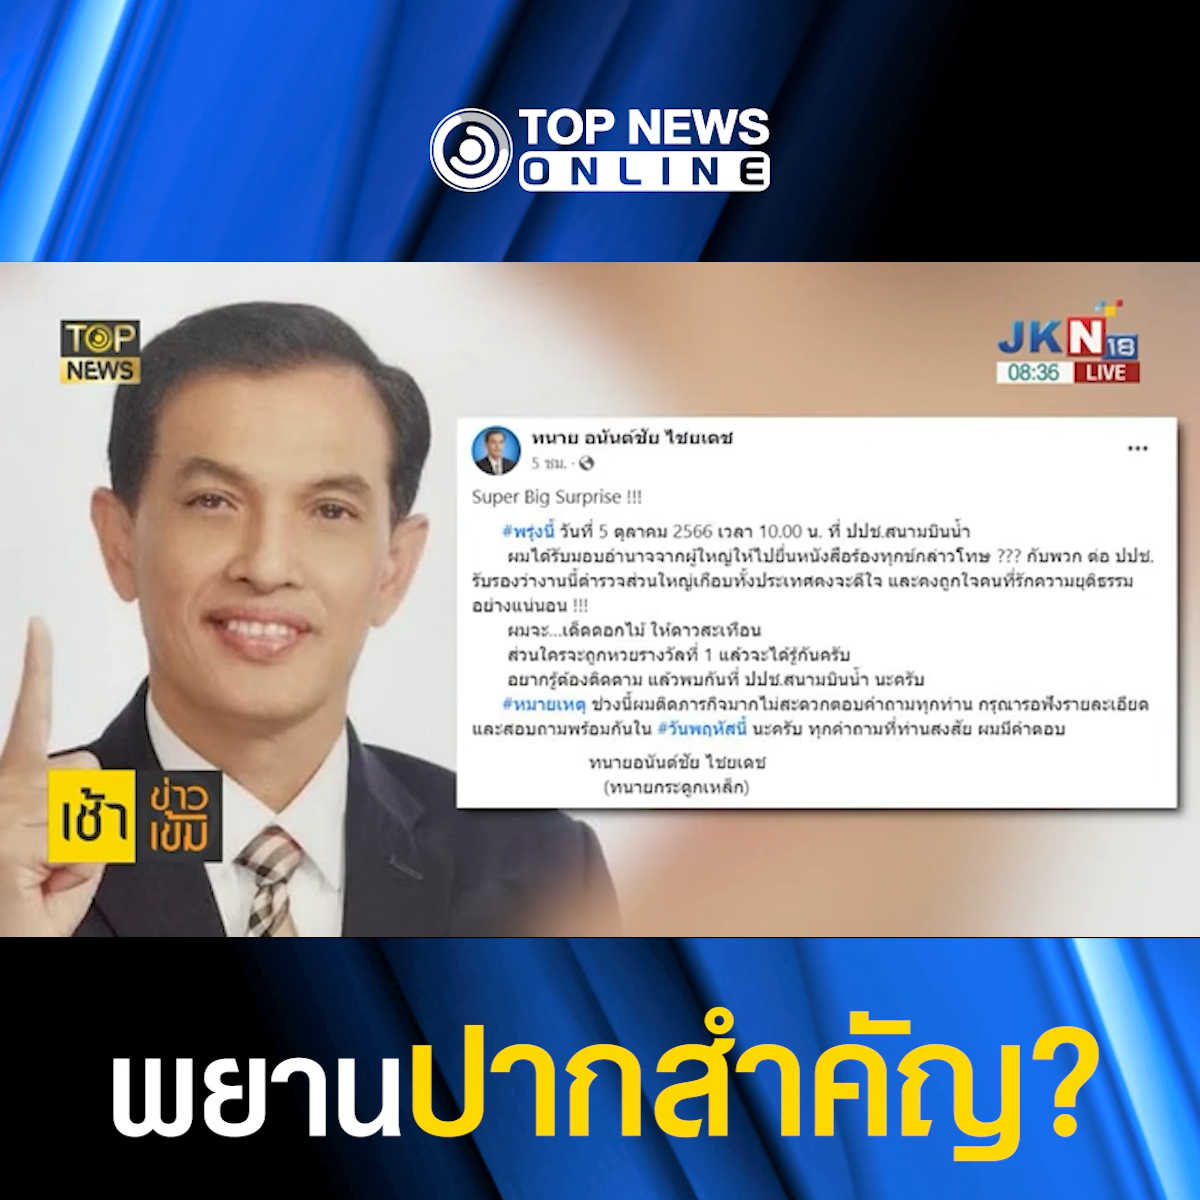 TOP NEWS
ONLINE
TOP
NEWS
JKN18
08:36 LIVE
ทนาย อนันต์ชัย ไชยเดช
5 ชม.
Super Big Surprise !!!
#พรุ่งนี้ วันที่ 5 ตุลาคม 2566 เวลา 10.00 น. ที่ ปปช.สนามบินน้ำ
ผมได้รับมอบอำนาจจากผู้ใหญ่ให้ไปยื่นหนังสือร้องทุกข์กล่าวโทษ ??? กับพวก ต่อ ปปช.
รับรองว่างานนี้ตำรวจส่วนใหญ่เกือบทั้งประเทศคงจะดีใจ และคงถูกใจคนที่รักความยุติธรรม
อย่างแน่นอน !!!
ผมจะ...เด็ดดอกไม้ ให้ดาวสะเทือน
ส่วนใครจะถูกหวยรางวัลที่ 1 แล้วจะได้รู้กันครับ
อยากรู้ต้องติดตาม แล้วพบกันที่ ปปช.สนามบินน้ำ นะครับ
#หมายเหตุ ช่วงนี้ผมติดภารกิจมากไม่สะดวกตอบคำถามทุกท่าน กรุณารอฟังรายละเอียด
และสอบถามพร้อมกันใน #วันพฤหัสนี้ นะครับ ทุกคำถามที่ท่านสงสัย ผมมีคำตอบ
ทนายอนันต์ชัย ไชยเดช
(ทนายกระดูกเหล็ก)
เช้า ข่าว
เข้ม
พยานปากสำคัญ?